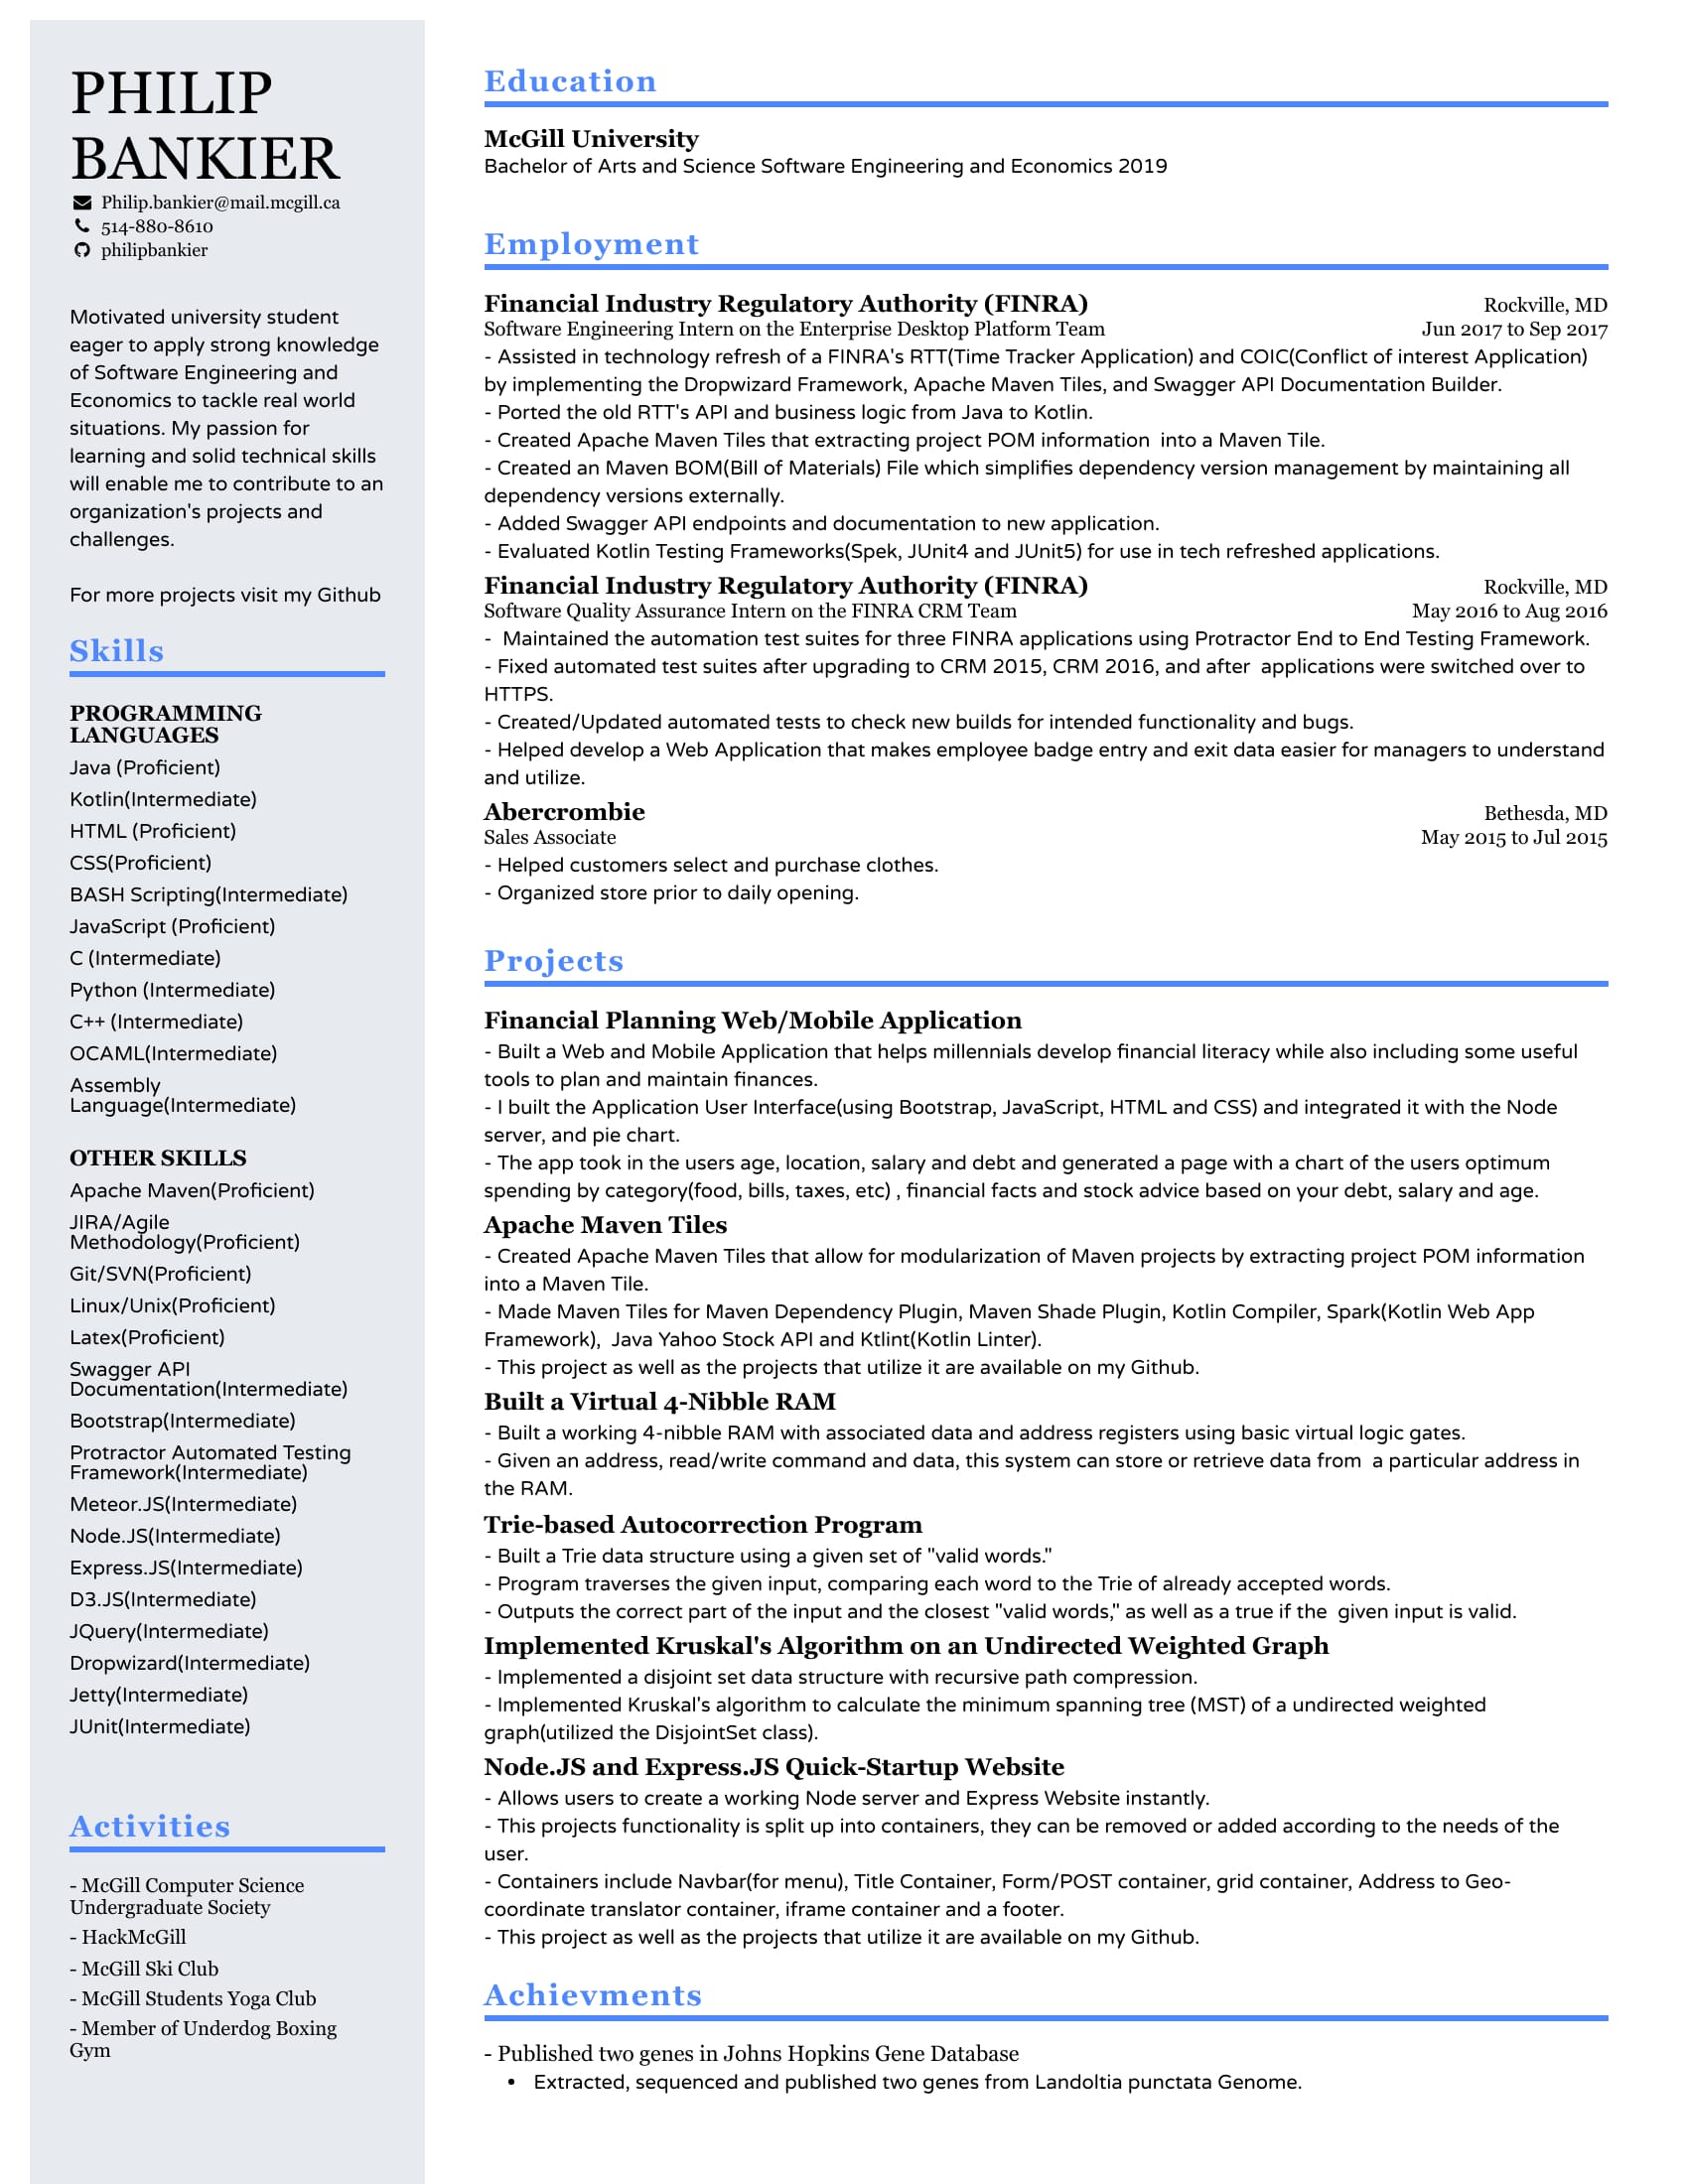 PHILIP
BANKIER
Philip.bankier@mail.mcgill.ca
514-880-8610
philipbankier
Motivated university student
eager to apply strong knowledge
of Software Engineering and
Economics to tackle real world
situations. My passion for
learning and solid technical skills
will enable me to contribute to an
organization's projects and
challenges.
For more projects visit my Github
Skills
PROGRAMMING
LANGUAGES
Java (Proficient)
Kotlin(Intermediate)
HTML (Proficient)
CSS(Proficient)
BASH Scripting(Intermediate)
JavaScript (Proficient)
C (Intermediate)
Python (Intermediate)
C++ (Intermediate)
OCAML(Intermediate)
Assembly
Language(Intermediate)
OTHER SKILLS
Apache Maven(Proficient)
JIRA/Agile
Methodology(Proficient)
Git/SVN(Proficient)
Linux/Unix(Proficient)
Latex(Proficient)
Swagger API
Documentation(Intermediate)
Bootstrap(Intermediate)
Protractor Automated Testing
Framework(Intermediate)
Meteor.JS(Intermediate)
Node.JS(Intermediate)
Express.JS(Intermediate)
D3.JS(Intermediate)
JQuery(Intermediate)
Dropwizard(Intermediate)
Jetty(Intermediate)
JUnit(Intermediate)
Activities
- McGill Computer Science
Undergraduate Society
- HackMcGill
- McGill Ski Club
- McGill Students Yoga Club
- Member of Underdog Boxing
Gym
Education
McGill University
Bachelor of Arts and Science Software Engineering and Economics 2019
Employment
Financial Industry Regulatory Authority (FINRA) Rockville, MD
Software Engineering Intern on the Enterprise Desktop Platform Team Jun 2017 to Sep 2017
- Assisted in technology refresh of a FINRA's RTT(Time Tracker Application) and COIC(Conflict of interest Application)
by implementing the Dropwizard Framework, Apache Maven Tiles, and Swagger API Documentation Builder.
- Ported the old RTT's API and business logic from Java to Kotlin.
- Created Apache Maven Tiles that extracting project POM information  into a Maven Tile.
- Created an Maven BOM(Bill of Materials) File which simplifies dependency version management by maintaining all
dependency versions externally.
- Added Swagger API endpoints and documentation to new application.
- Evaluated Kotlin Testing Frameworks(Spek, JUnit4 and JUnit5) for use in tech refreshed applications.
Financial Industry Regulatory Authority (FINRA) Rockville, MD
Software Quality Assurance Intern on the FINRA CRM Team May 2016 to Aug 2016
-  Maintained the automation test suites for three FINRA applications using Protractor End to End Testing Framework.
- Fixed automated test suites after upgrading to CRM 2015, CRM 2016, and after  applications were switched over to
HTTPS.
- Created/Updated automated tests to check new builds for intended functionality and bugs.
- Helped develop a Web Application that makes employee badge entry and exit data easier for managers to understand
and utilize.
Abercrombie Bethesda, MD
Sales Associate May 2015 to Jul 2015
- Helped customers select and purchase clothes.
- Organized store prior to daily opening.
Projects
Financial Planning Web/Mobile Application
- Built a Web and Mobile Application that helps millennials develop financial literacy while also including some useful
tools to plan and maintain finances.
- I built the Application User Interface(using Bootstrap, JavaScript, HTML and CSS) and integrated it with the Node
server, and pie chart.
- The app took in the users age, location, salary and debt and generated a page with a chart of the users optimum
spending by category(food, bills, taxes, etc) , financial facts and stock advice based on your debt, salary and age.
Apache Maven Tiles
- Created Apache Maven Tiles that allow for modularization of Maven projects by extracting project POM information
into a Maven Tile.
- Made Maven Tiles for Maven Dependency Plugin, Maven Shade Plugin, Kotlin Compiler, Spark(Kotlin Web App
Framework),  Java Yahoo Stock API and Ktlint(Kotlin Linter).
- This project as well as the projects that utilize it are available on my Github.
Built a Virtual 4-Nibble RAM
- Built a working 4-nibble RAM with associated data and address registers using basic virtual logic gates.
- Given an address, read/write command and data, this system can store or retrieve data from  a particular address in
the RAM.
Trie-based Autocorrection Program
- Built a Trie data structure using a given set of "valid words."
- Program traverses the given input, comparing each word to the Trie of already accepted words.
- Outputs the correct part of the input and the closest "valid words," as well as a true if the  given input is valid.
Implemented Kruskal's Algorithm on an Undirected Weighted Graph
- Implemented a disjoint set data structure with recursive path compression.
- Implemented Kruskal's algorithm to calculate the minimum spanning tree (MST) of a undirected weighted
graph(utilized the DisjointSet class).
Node.JS and Express.JS Quick-Startup Website
- Allows users to create a working Node server and Express Website instantly.
- This projects functionality is split up into containers, they can be removed or added according to the needs of the
user.
- Containers include Navbar(for menu), Title Container, Form/POST container, grid container, Address to Geo-
coordinate translator container, iframe container and a footer.
- This project as well as the projects that utilize it are available on my Github.
Achievments
- Published two genes in Johns Hopkins Gene Database
• Extracted, sequenced and published two genes from Landoltia punctata Genome.